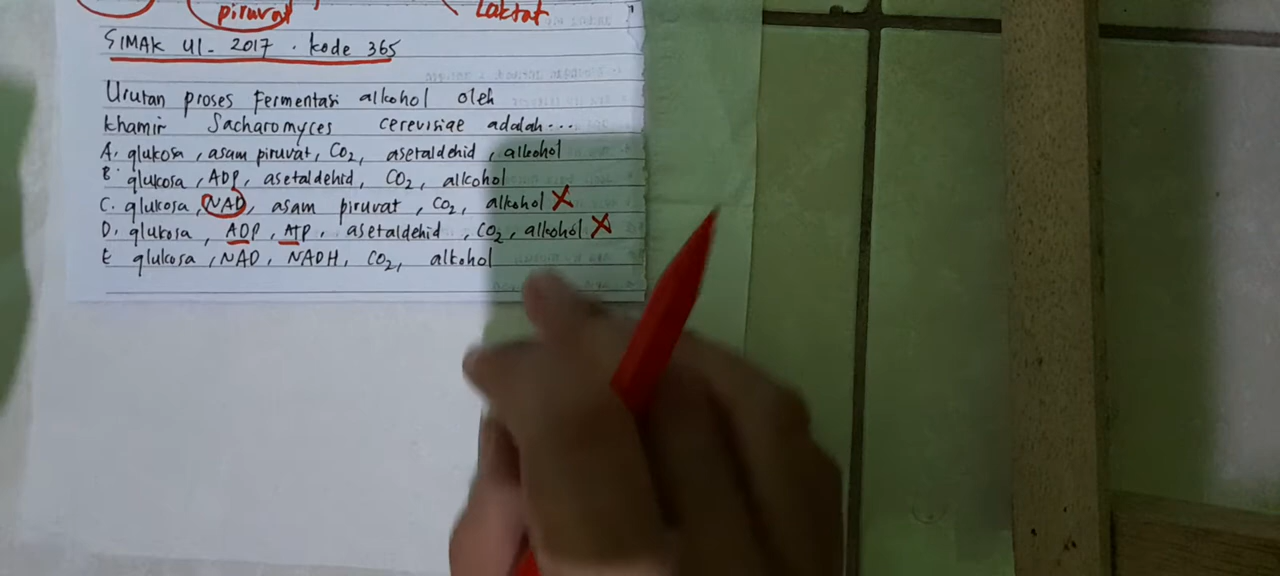 piruvat Laktat
SIMAK UI - 2017 . kode 365
Urutan proses Fermentasi alkohol oleh
khamir Sacharomyces cerevisiae adalah...
A. glukosa , asam piruvat, CO2, asetaldehid , alkohol
B. glukosa , ADP, asetaldehid, CO2, alkohol
C. glukosa, NAD, asam piruvat , CO2, alkohol X
D. glukosa , ADP, ATP, asetaldehid , CO2, alkohol X
E glukosa , NAD, NADH, CO2, alkohol